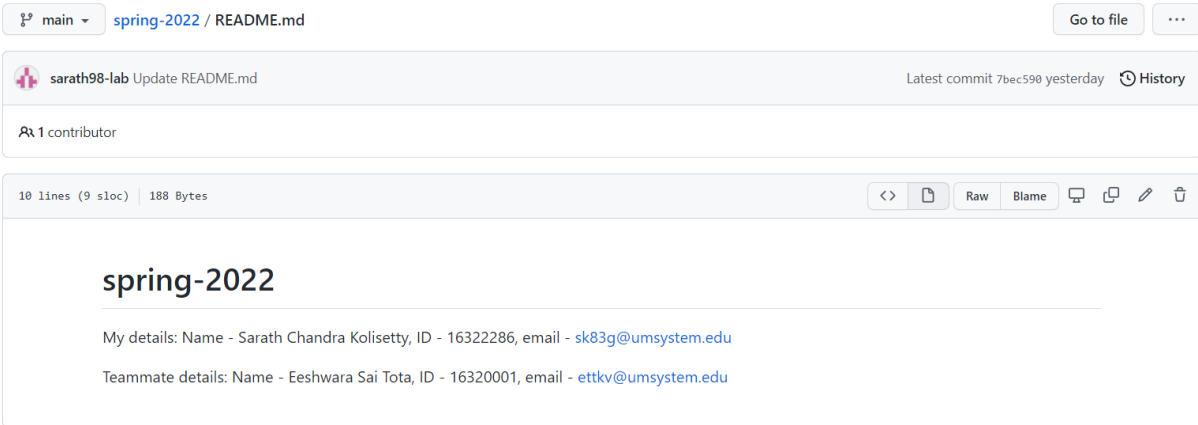 main spring-2022 / README.md Go to file ...
sarath98-lab Update README.md Latest commit 7bec590 yesterday History
1 contributor
10 lines (9 sloc) 188 Bytes <> Raw Blame
spring-2022
My details: Name - Sarath Chandra Kolisetty, ID - 16322286, email - sk83g@umsystem.edu
Teammate details: Name - Eeshwara Sai Tota, ID - 16320001, email - ettkv@umsystem.edu